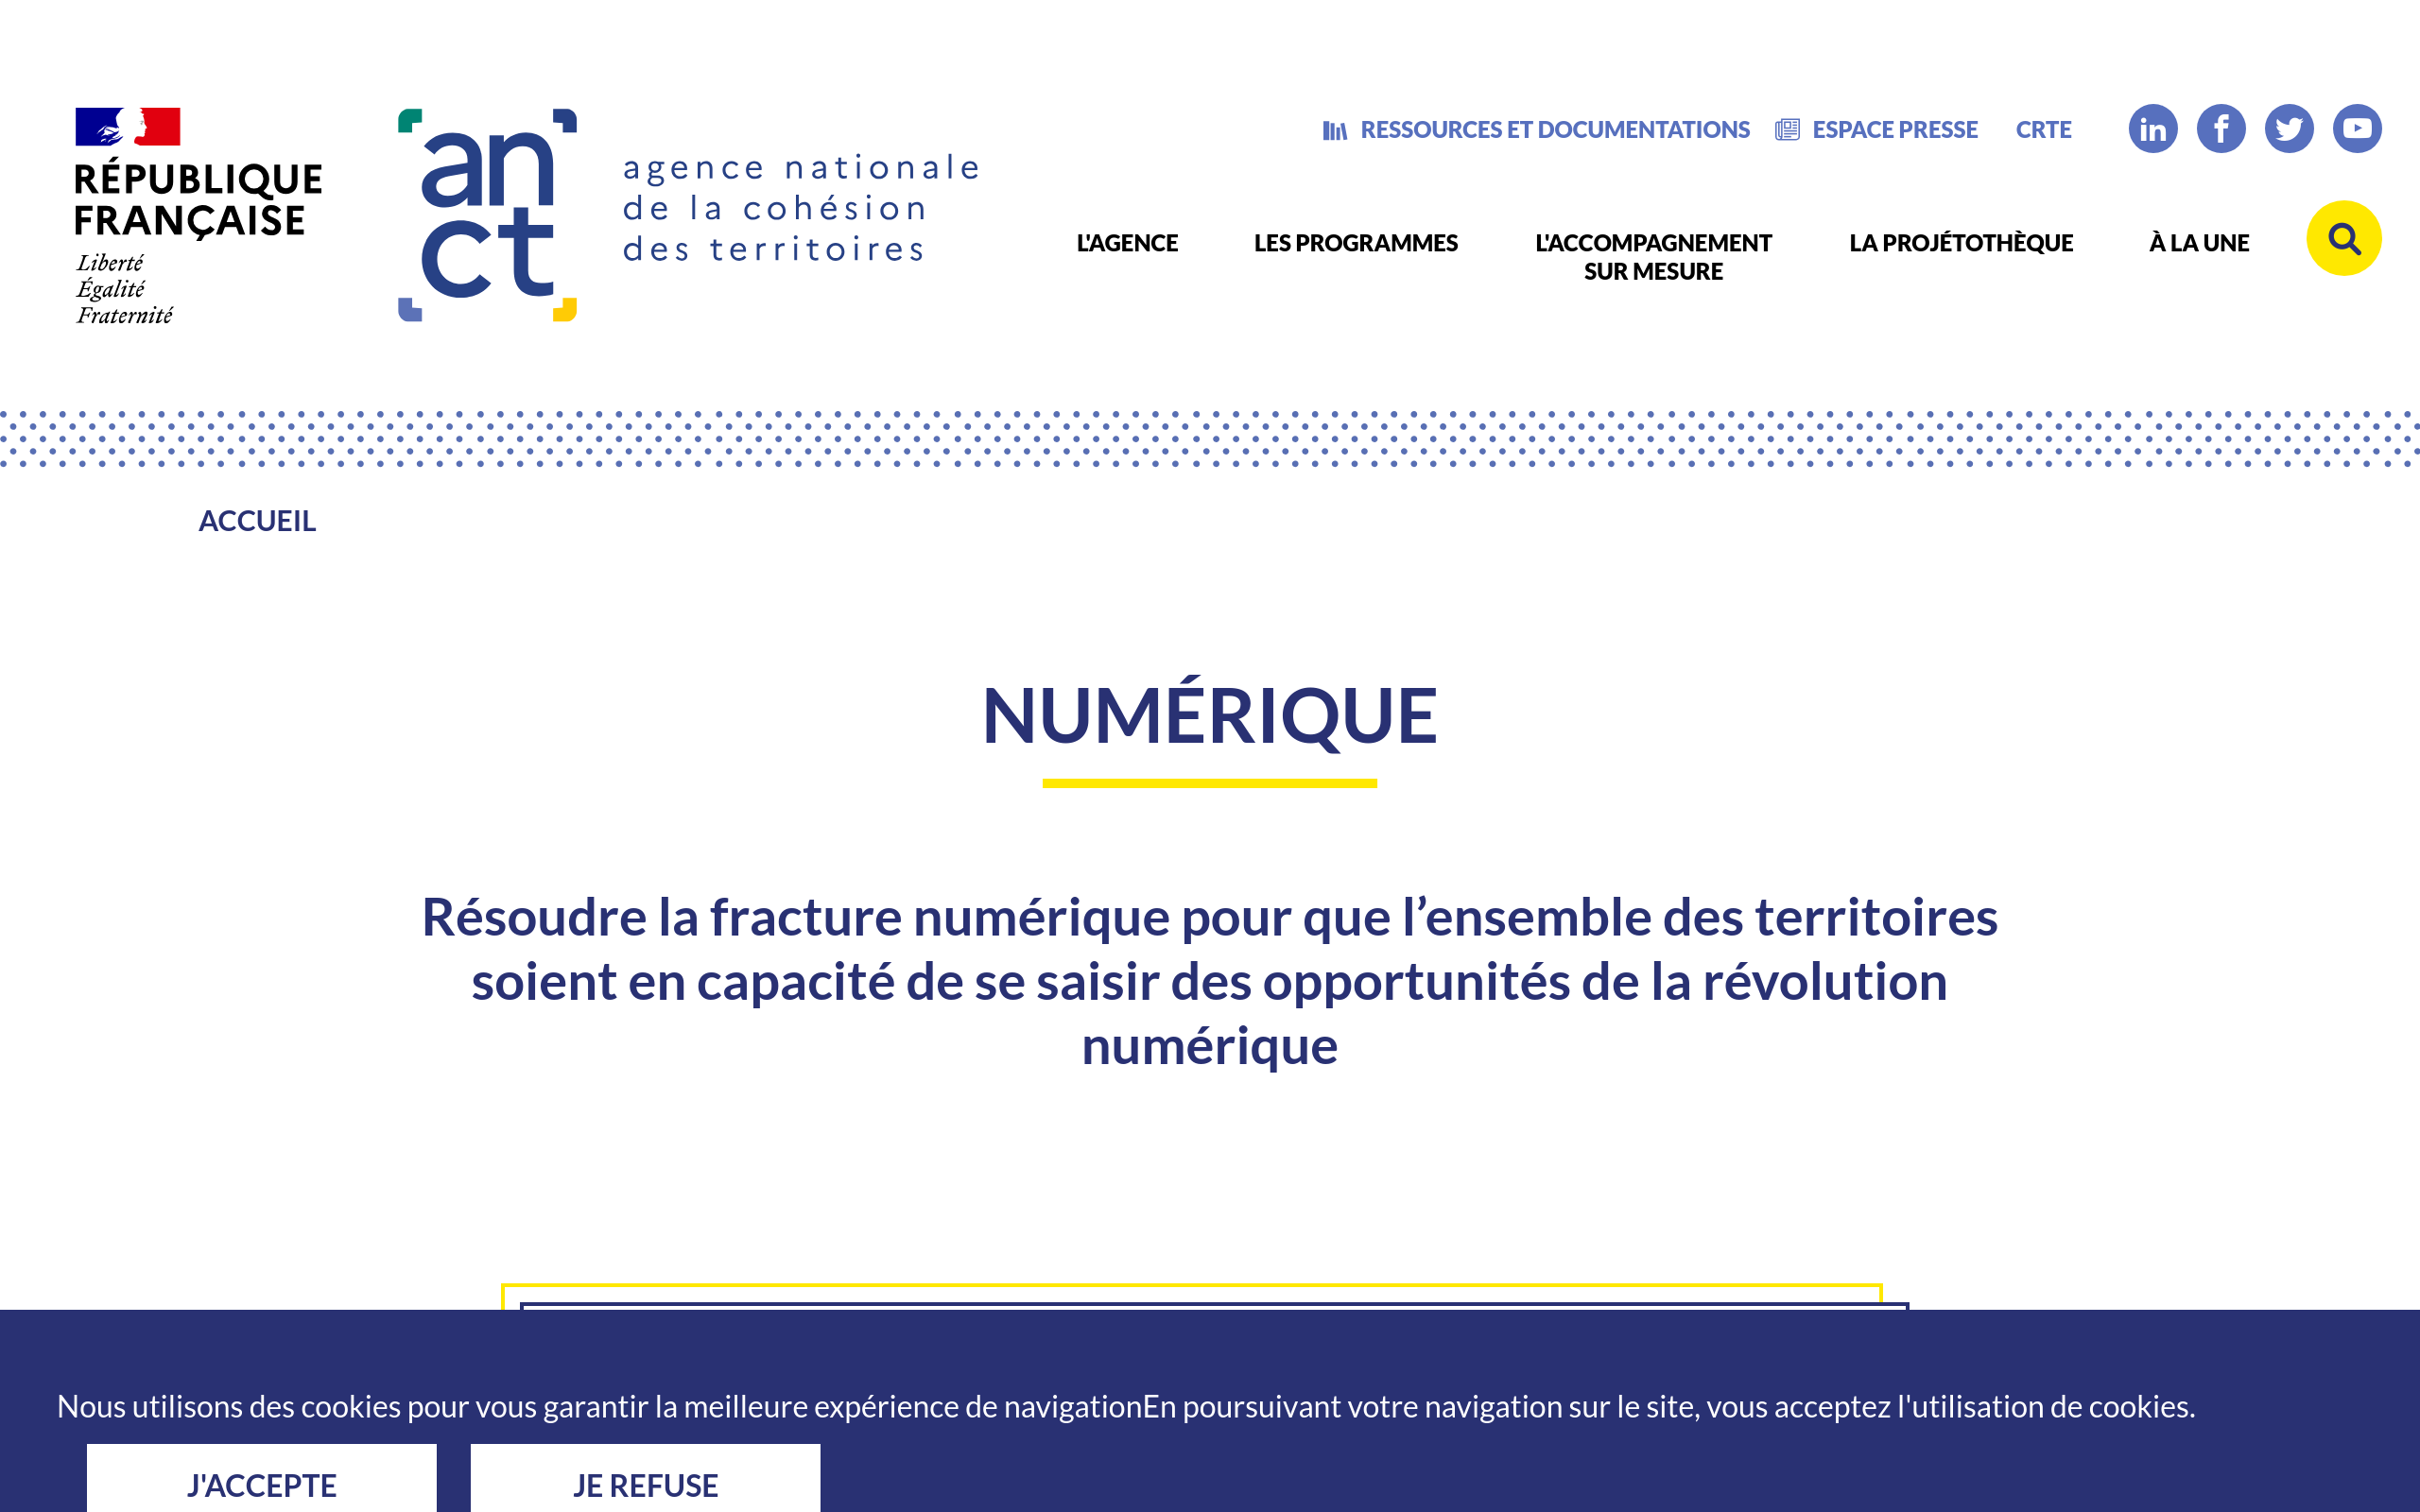 RÉPUBLIQUE
FRANÇAISE
Liberté
Égalité
Fraternité
anct
agence nationale
de la cohésion
des territoires
RESSOURCES ET DOCUMENTATIONS
ESPACE PRESSE
CRTE
L'AGENCE
LES PROGRAMMES
L'ACCOMPAGNEMENT
SUR MESURE
LA PROJÉTOTHÈQUE
À LA UNE
ACCUEIL
NUMÉRIQUE
Résoudre la fracture numérique pour que l’ensemble des territoires
soient en capacité de se saisir des opportunités de la révolution
numérique
Nous utilisons des cookies pour vous garantir la meilleure expérience de navigationEn poursuivant votre navigation sur le site, vous acceptez l'utilisation de cookies.
J'ACCEPTE
JE REFUSE